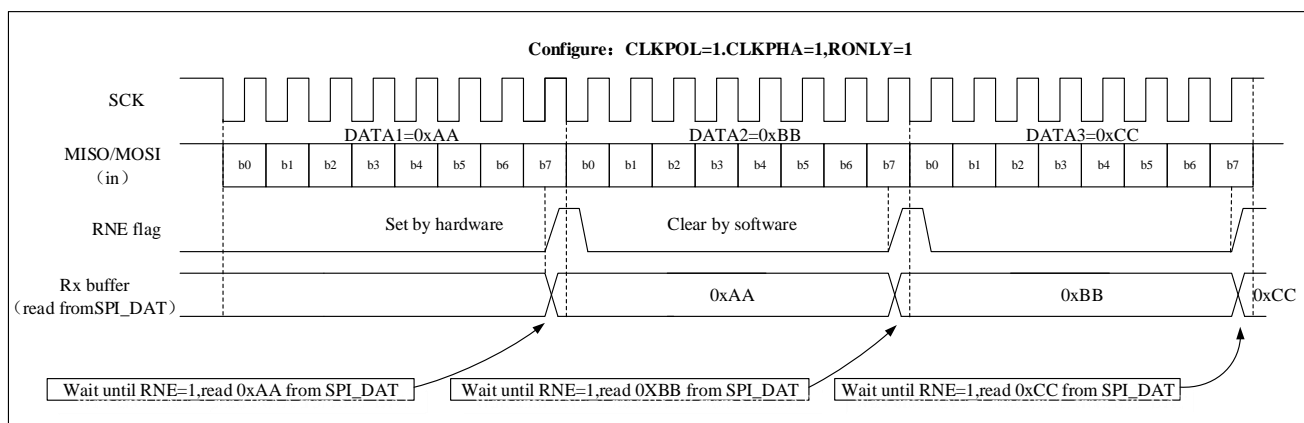 Configure：CLKPOL=1.CLKPHA=1,RONLY=1
SCK
DATA1=0xAA DATA2=0xBB DATA3=0xCC
MISO/MOSI
（in）
b0 b1 b2 b3 b4 b5 b6 b7 b0 b1 b2 b3 b4 b5 b6 b7 b0 b1 b2 b3 b4 b5 b6 b7
RNE flag
Set by hardware Clear by software
Rx buffer
（read fromSPI_DAT）
0xAA 0xBB 0xCC
Wait until RNE=1,read 0xAA from SPI_DAT Wait until RNE=1,read 0XBB from SPI_DAT Wait until RNE=1,read 0xCC from SPI_DAT